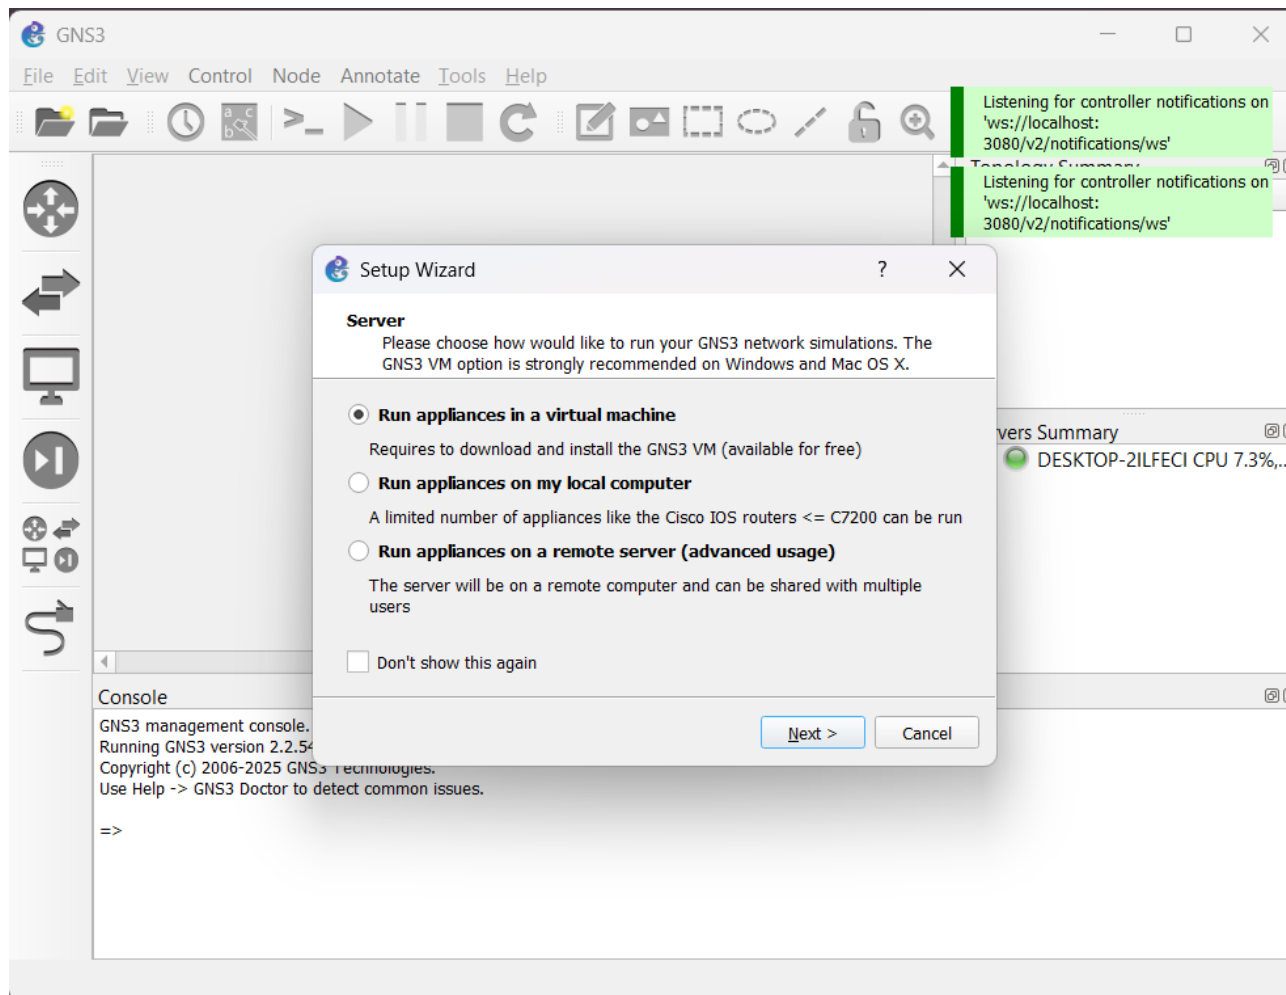 GNS3
File Edit View Control Node Annotate Tools Help
Listening for controller notifications on
'ws://localhost:
3080/v2/notifications/ws'
Topology Summary
Listening for controller notifications on
'ws://localhost:
3080/v2/notifications/ws'
Setup Wizard
Server
Please choose how would like to run your GNS3 network simulations. The
GNS3 VM option is strongly recommended on Windows and Mac OS X.
Run appliances in a virtual machine
Requires to download and install the GNS3 VM (available for free)
Run appliances on my local computer
A limited number of appliances like the Cisco IOS routers <= C7200 can be run
Run appliances on a remote server (advanced usage)
The server will be on a remote computer and can be shared with multiple
users
Don't show this again
Next >
Cancel
vers Summary
DESKTOP-2ILFECI CPU 7.3%,...
Console
GNS3 management console.
Running GNS3 version 2.2.54
Copyright (c) 2006-2025 GNS3 Technologies.
Use Help -> GNS3 Doctor to detect common issues.
=>